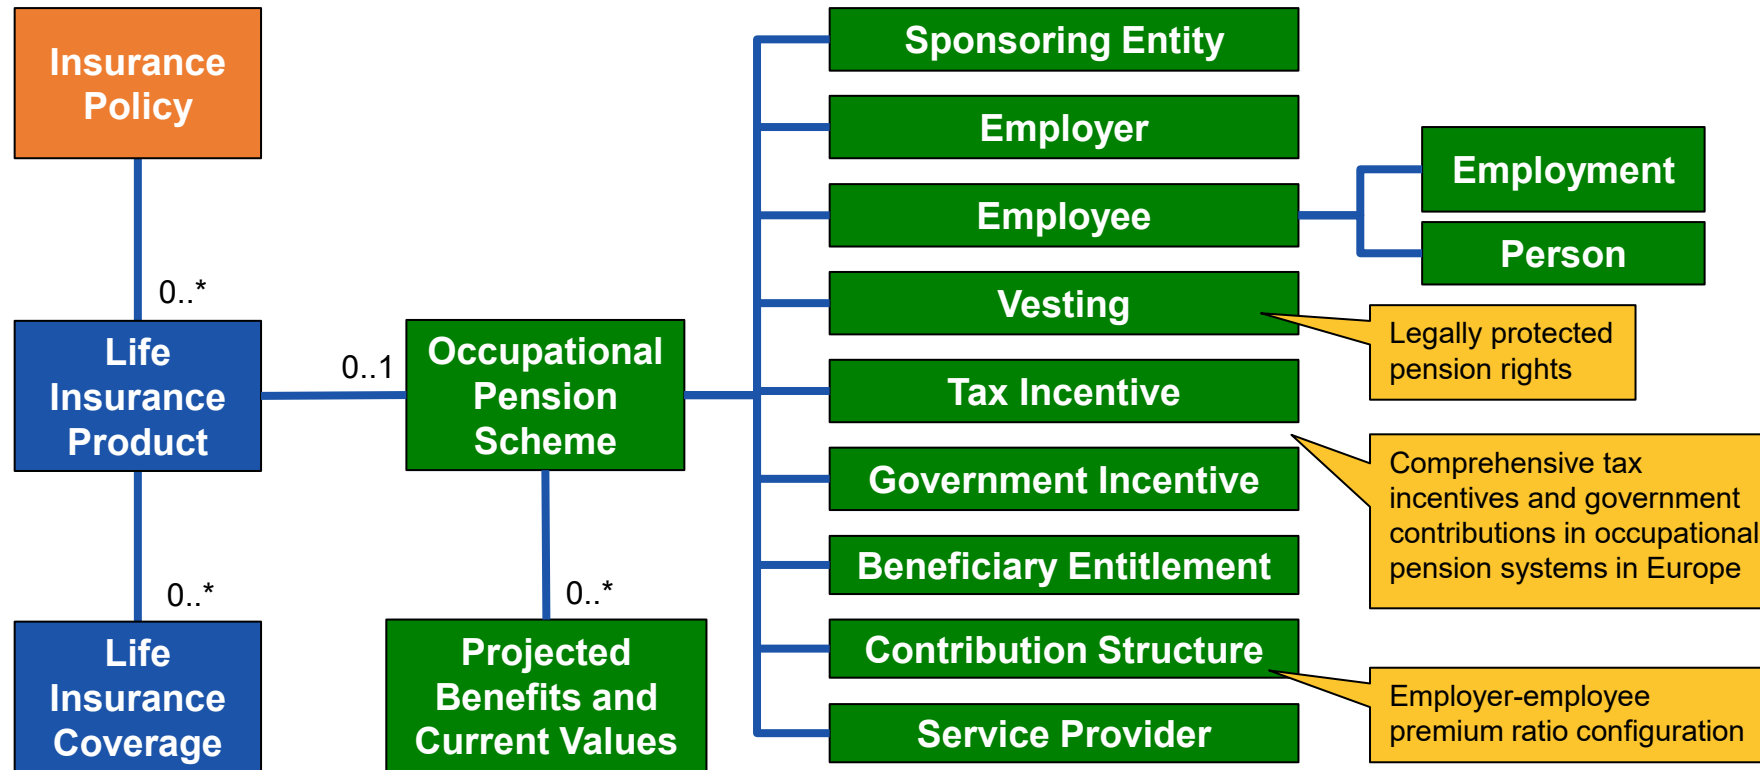 Insurance
Policy
0..*
Life
Insurance
Product
0..*
Life
Insurance
Coverage
0..1
Occupational
Pension
Scheme
0..*
Projected
Benefits and
Current Values
Sponsoring Entity
Employer
Employee
Employment
Person
Vesting
Legally protected
pension rights
Tax Incentive
Government Incentive
Comprehensive tax
incentives and government
contributions in occupational
pension systems in Europe
Beneficiary Entitlement
Contribution Structure
Employer-employee
premium ratio configuration
Service Provider